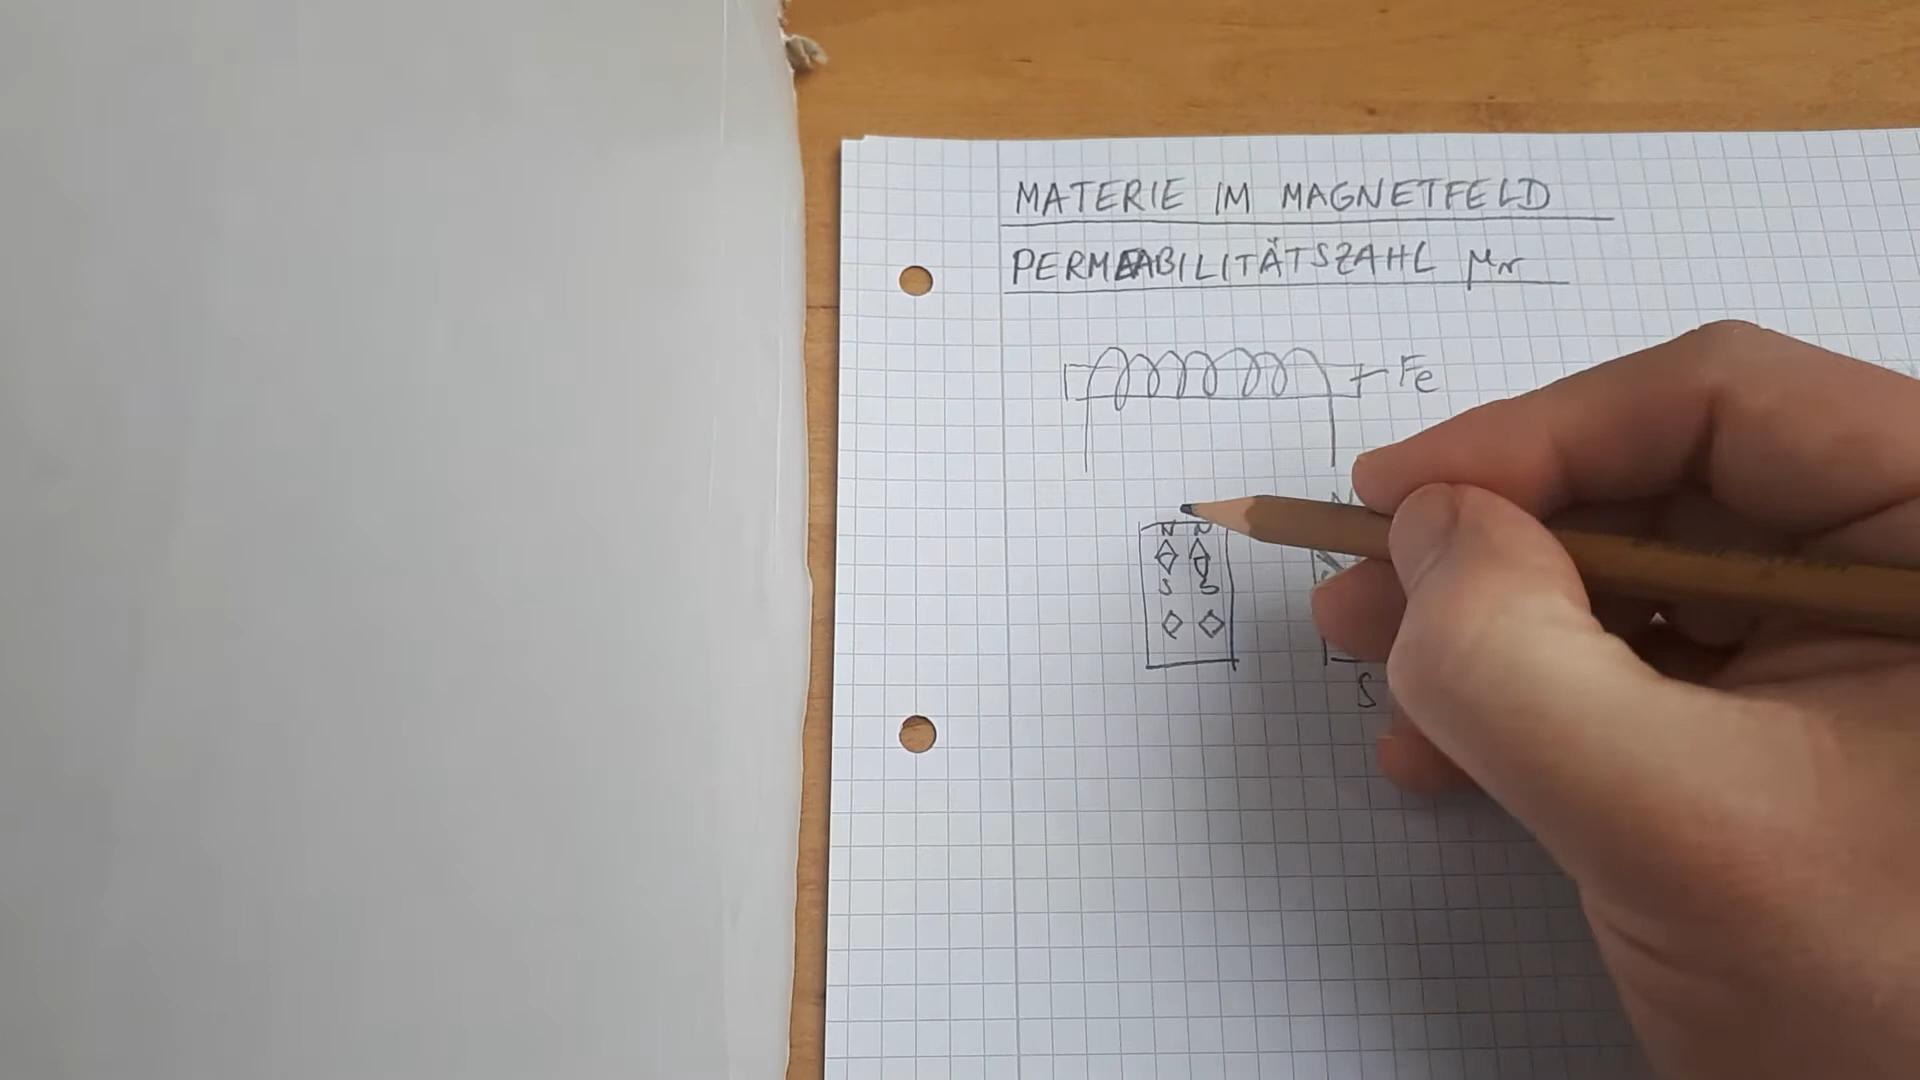 MATERIE IM MAGNETFELD
PERMEABILITÄTSZAHL μr
Fe
N
N N
S S
S